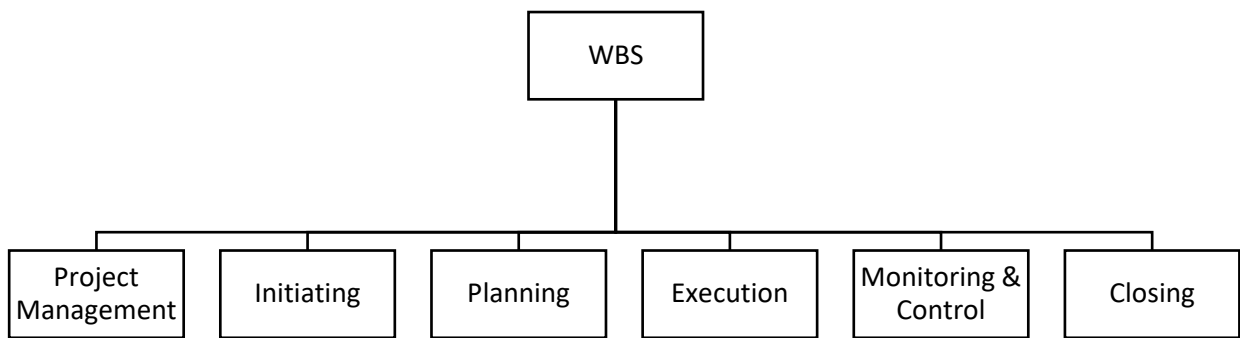 WBS
Project
Management
Initiating
Planning
Execution
Monitoring &
Control
Closing